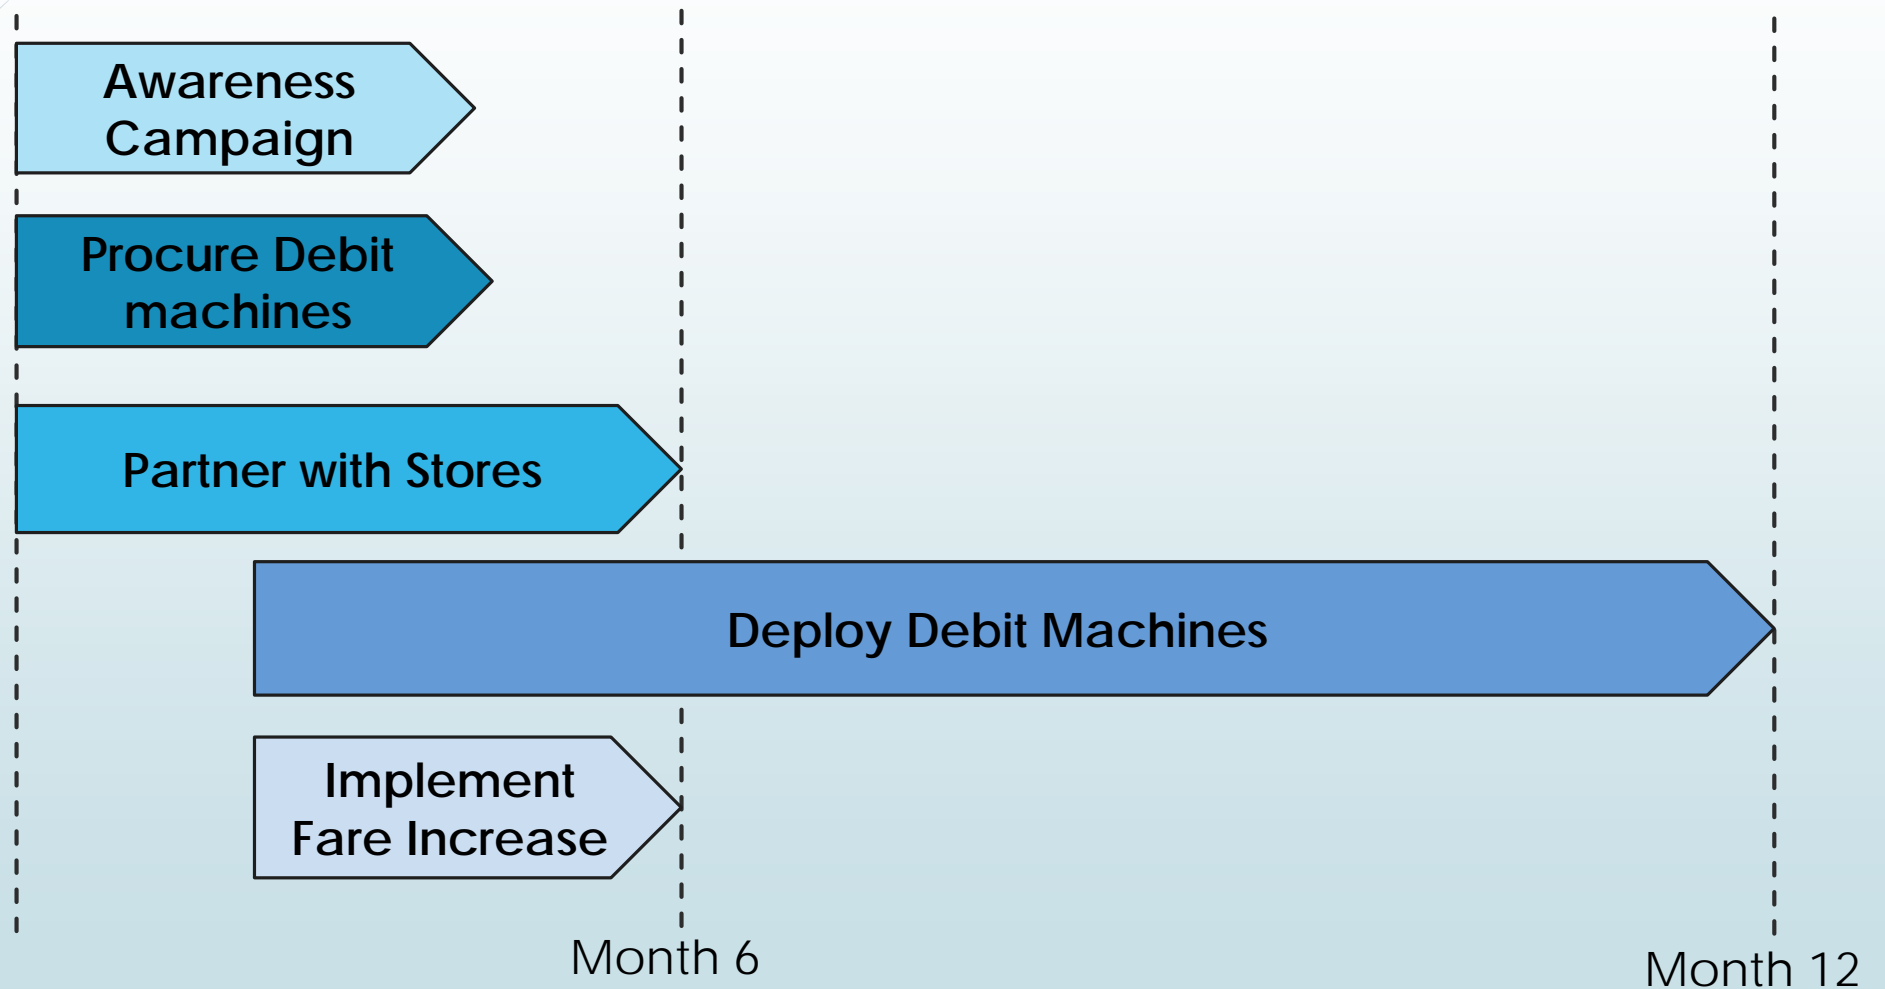 Awareness
Campaign
Procure Debit
machines
Partner with Stores
Deploy Debit Machines
Implement
Fare Increase
Month 6
Month 12